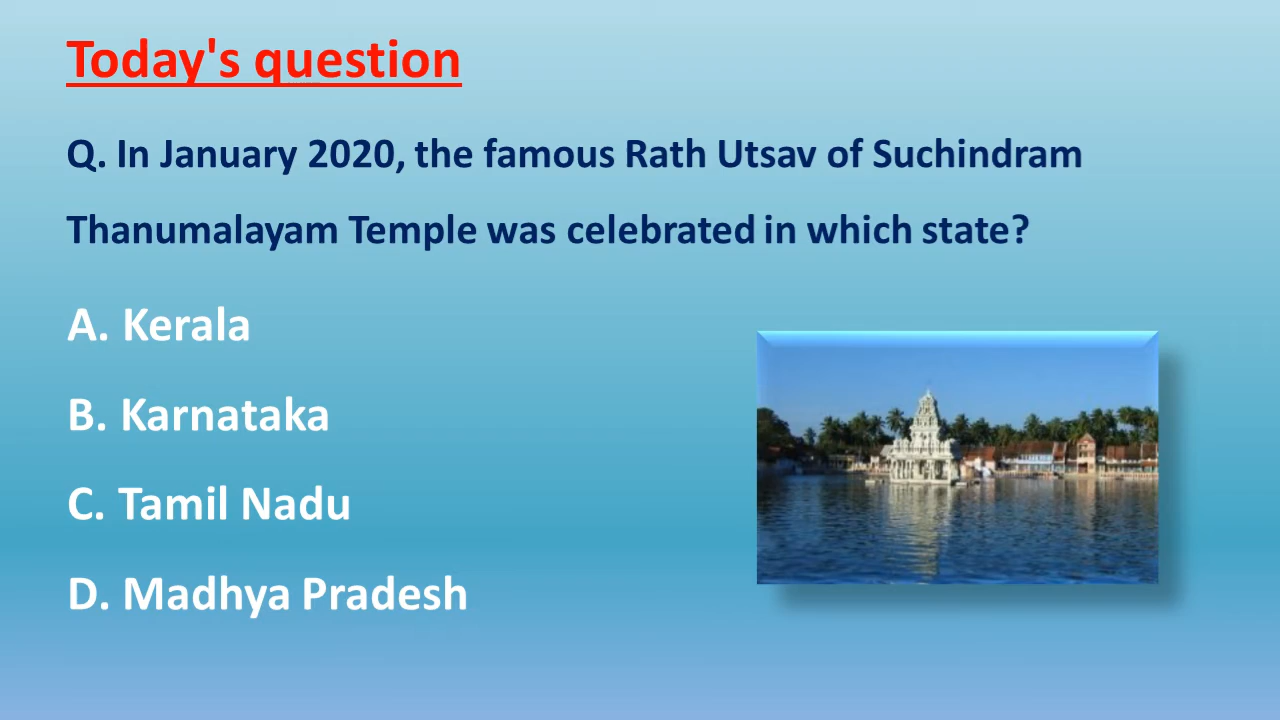 Today's question
Q. In January 2020, the famous Rath Utsav of Suchindram
Thanumalayam Temple was celebrated in which state?
A. Kerala
B. Karnataka
C. Tamil Nadu
D. Madhya Pradesh